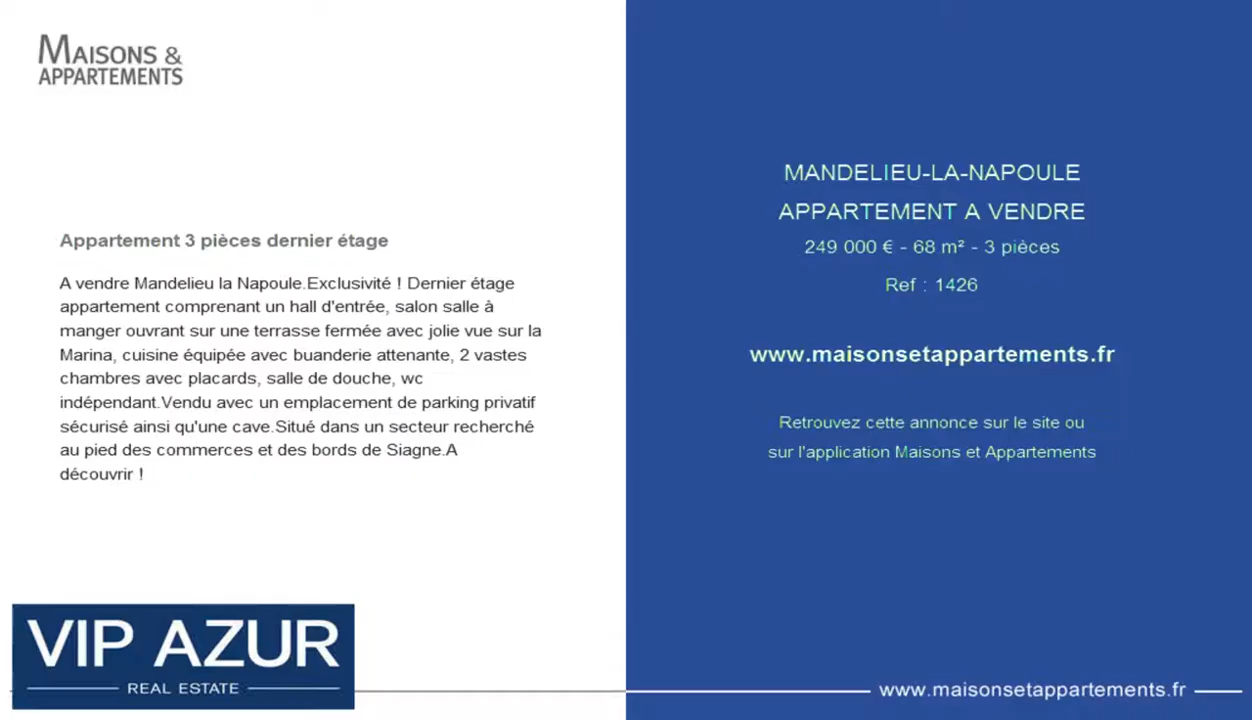 MAISONS &
APPARTEMENTS
Appartement 3 pièces dernier étage
A vendre Mandelieu la Napoule.Exclusivité ! Dernier étage
appartement comprenant un hall d'entrée, salon salle à
manger ouvrant sur une terrasse fermée avec jolie vue sur la
Marina, cuisine équipée avec buanderie attenante, 2 vastes
chambres avec placards, salle de douche, wc
indépendant.Vendu avec un emplacement de parking privatif
sécurisé ainsi qu'une cave.Situé dans un secteur recherché
au pied des commerces et des bords de Siagne.A
découvrir !
VIP AZUR
REAL ESTATE
MANDELIEU-LA-NAPOULE
APPARTEMENT A VENDRE
249 000 € - 68 m² - 3 pièces
Ref : 1426
www.maisonsetappartements.fr
Retrouvez cette annonce sur le site ou
sur l'application Maisons et Appartements
www.maisonsetappartements.fr